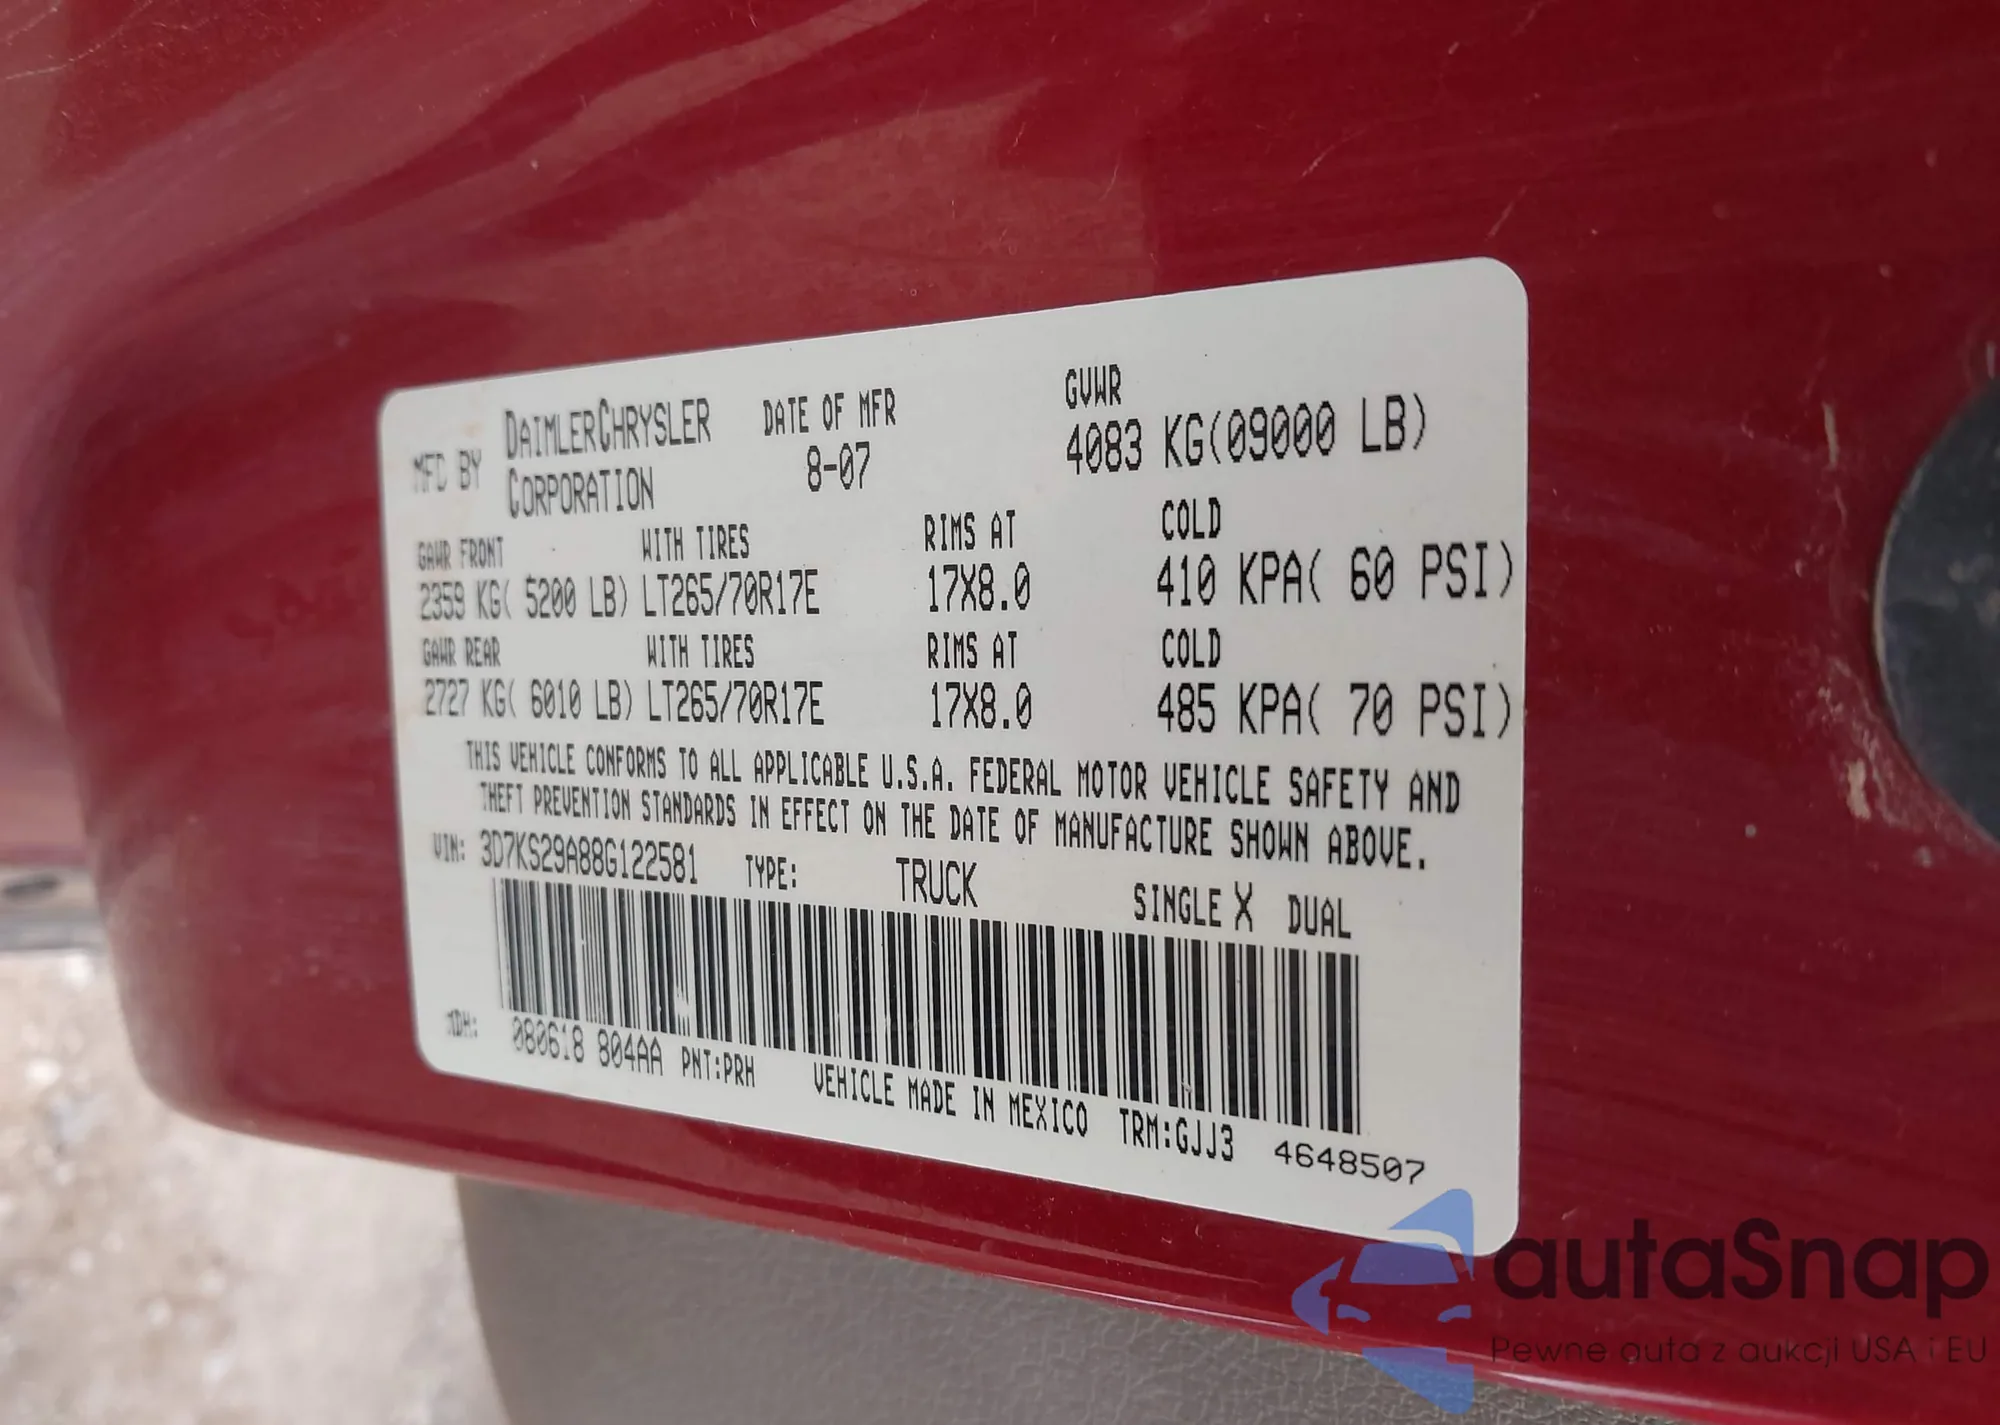 MFD BY DAIMLERCHRYSLER CORPORATION
DATE OF MFR
8-07
GVWR
4083 KG(09000 LB)
GAWR FRONT WITH TIRES RIMS AT COLD
2359 KG( 5200 LB) LT265/70R17E 17X8.0 410 KPA( 60 PSI)
GAWR REAR WITH TIRES RIMS AT COLD
2727 KG( 6010 LB) LT265/70R17E 17X8.0 485 KPA( 70 PSI)
THIS VEHICLE CONFORMS TO ALL APPLICABLE U.S.A. FEDERAL MOTOR VEHICLE SAFETY AND
THEFT PREVENTION STANDARDS IN EFFECT ON THE DATE OF MANUFACTURE SHOWN ABOVE.
VIN: 3D7KS29A88G122581 TYPE: TRUCK SINGLE X DUAL
MDH: 080618 804AA PNT:PRH VEHICLE MADE IN MEXICO TRM:GJJ3 4648507
autaSnap
Pewne auta z aukcji USA i EU